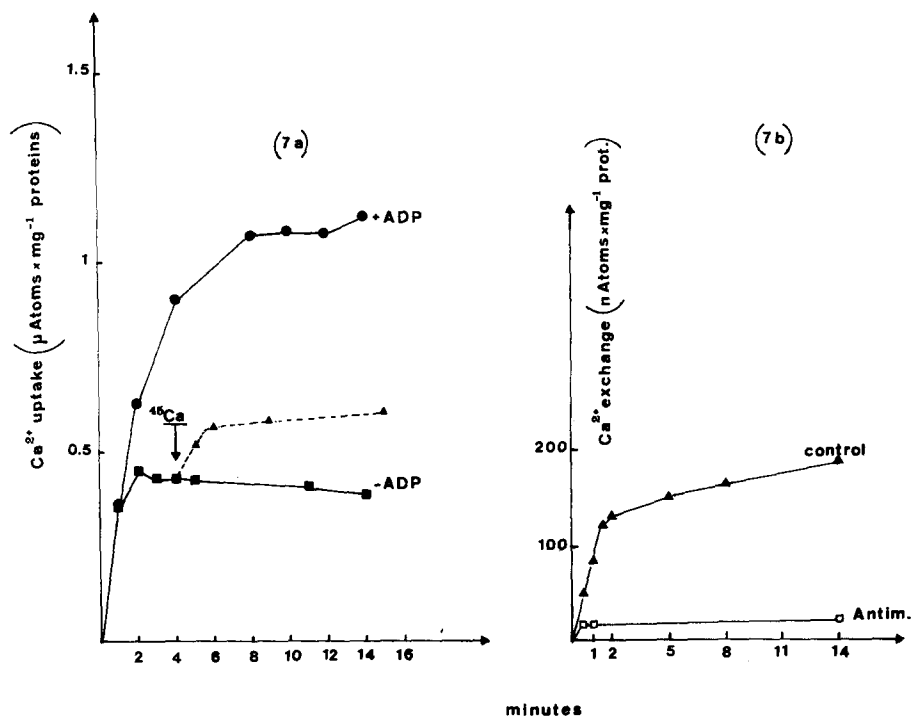 (7a)
Ca²⁺ uptake (µAtoms × mg⁻¹ proteins)
1.5
1
0.5
+ADP
⁴⁵Ca
-ADP
2 4 6 8 10 12 14 16
(7b)
Ca²⁺ exchange (nAtoms × mg⁻¹ prot.)
200
100
control
Antim.
1 2 5 8 11 14
minutes